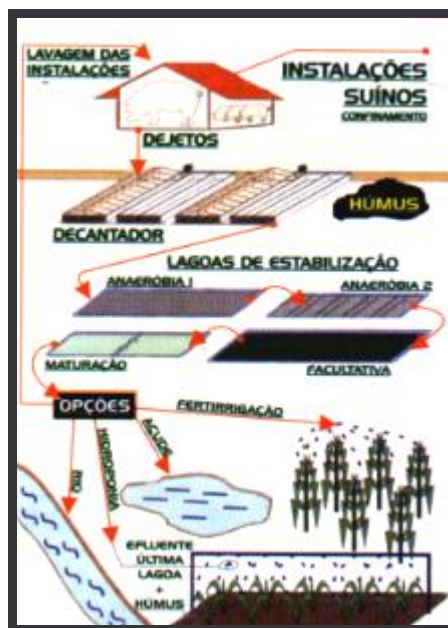 LAVAGEM DAS
INSTALAÇÕES
INSTALAÇÕES
SUÍNOS
CONFINAMENTO
DEJETOS
HÚMUS
DECANTADOR
LAGOAS DE ESTABILIZAÇÃO
ANAERÓBIA 1
ANAERÓBIA 2
MATURAÇÃO
FACULTATIVA
OPÇÕES
FERTIRRIGAÇÃO
AÇUDE
HIDROPONIA
RIO
EFLUENTE
ÚLTIMA
LAGOA
+
HÚMUS